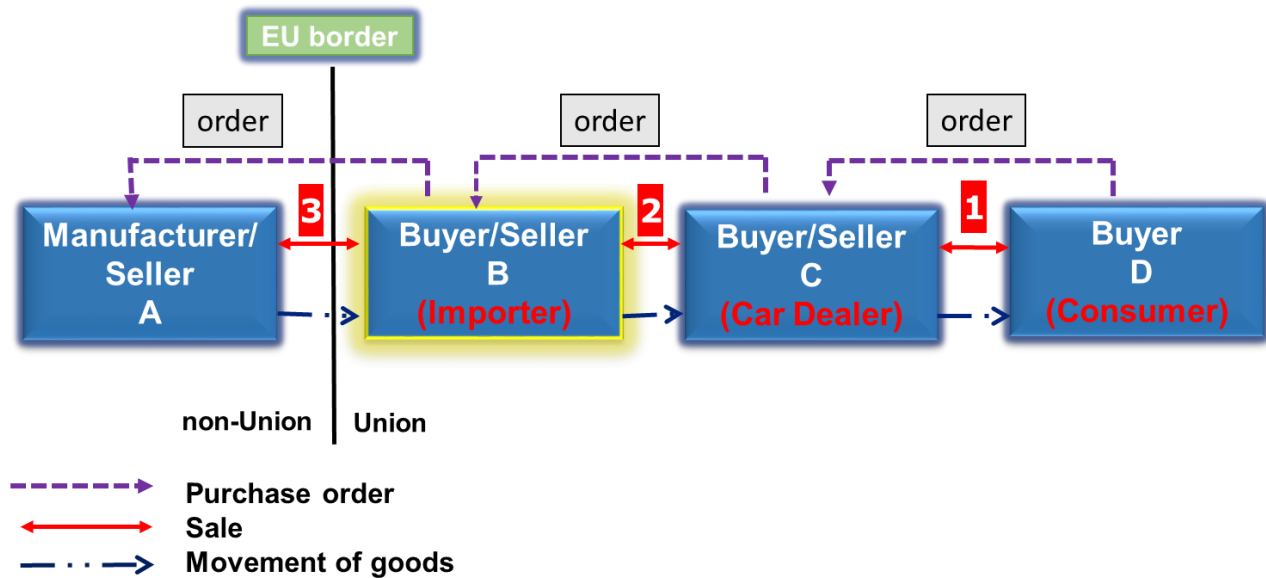 EU border
order
order
order
3
2
1
Manufacturer/
Seller
A
Buyer/Seller
B
(Importer)
Buyer/Seller
C
(Car Dealer)
Buyer
D
(Consumer)
non-Union
Union
Purchase order
Sale
Movement of goods